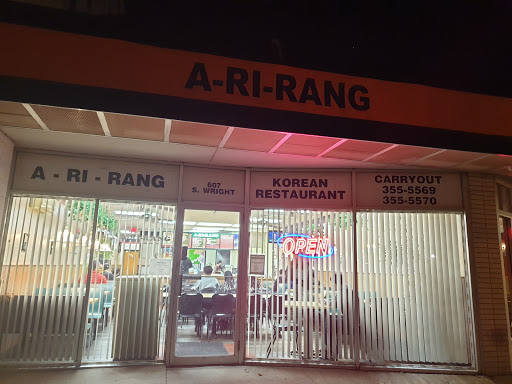 A-RI-RANG
A - RI - RANG
607
S. WRIGHT
KOREAN
RESTAURANT
CARRYOUT
355-5569
355-5570
OPEN